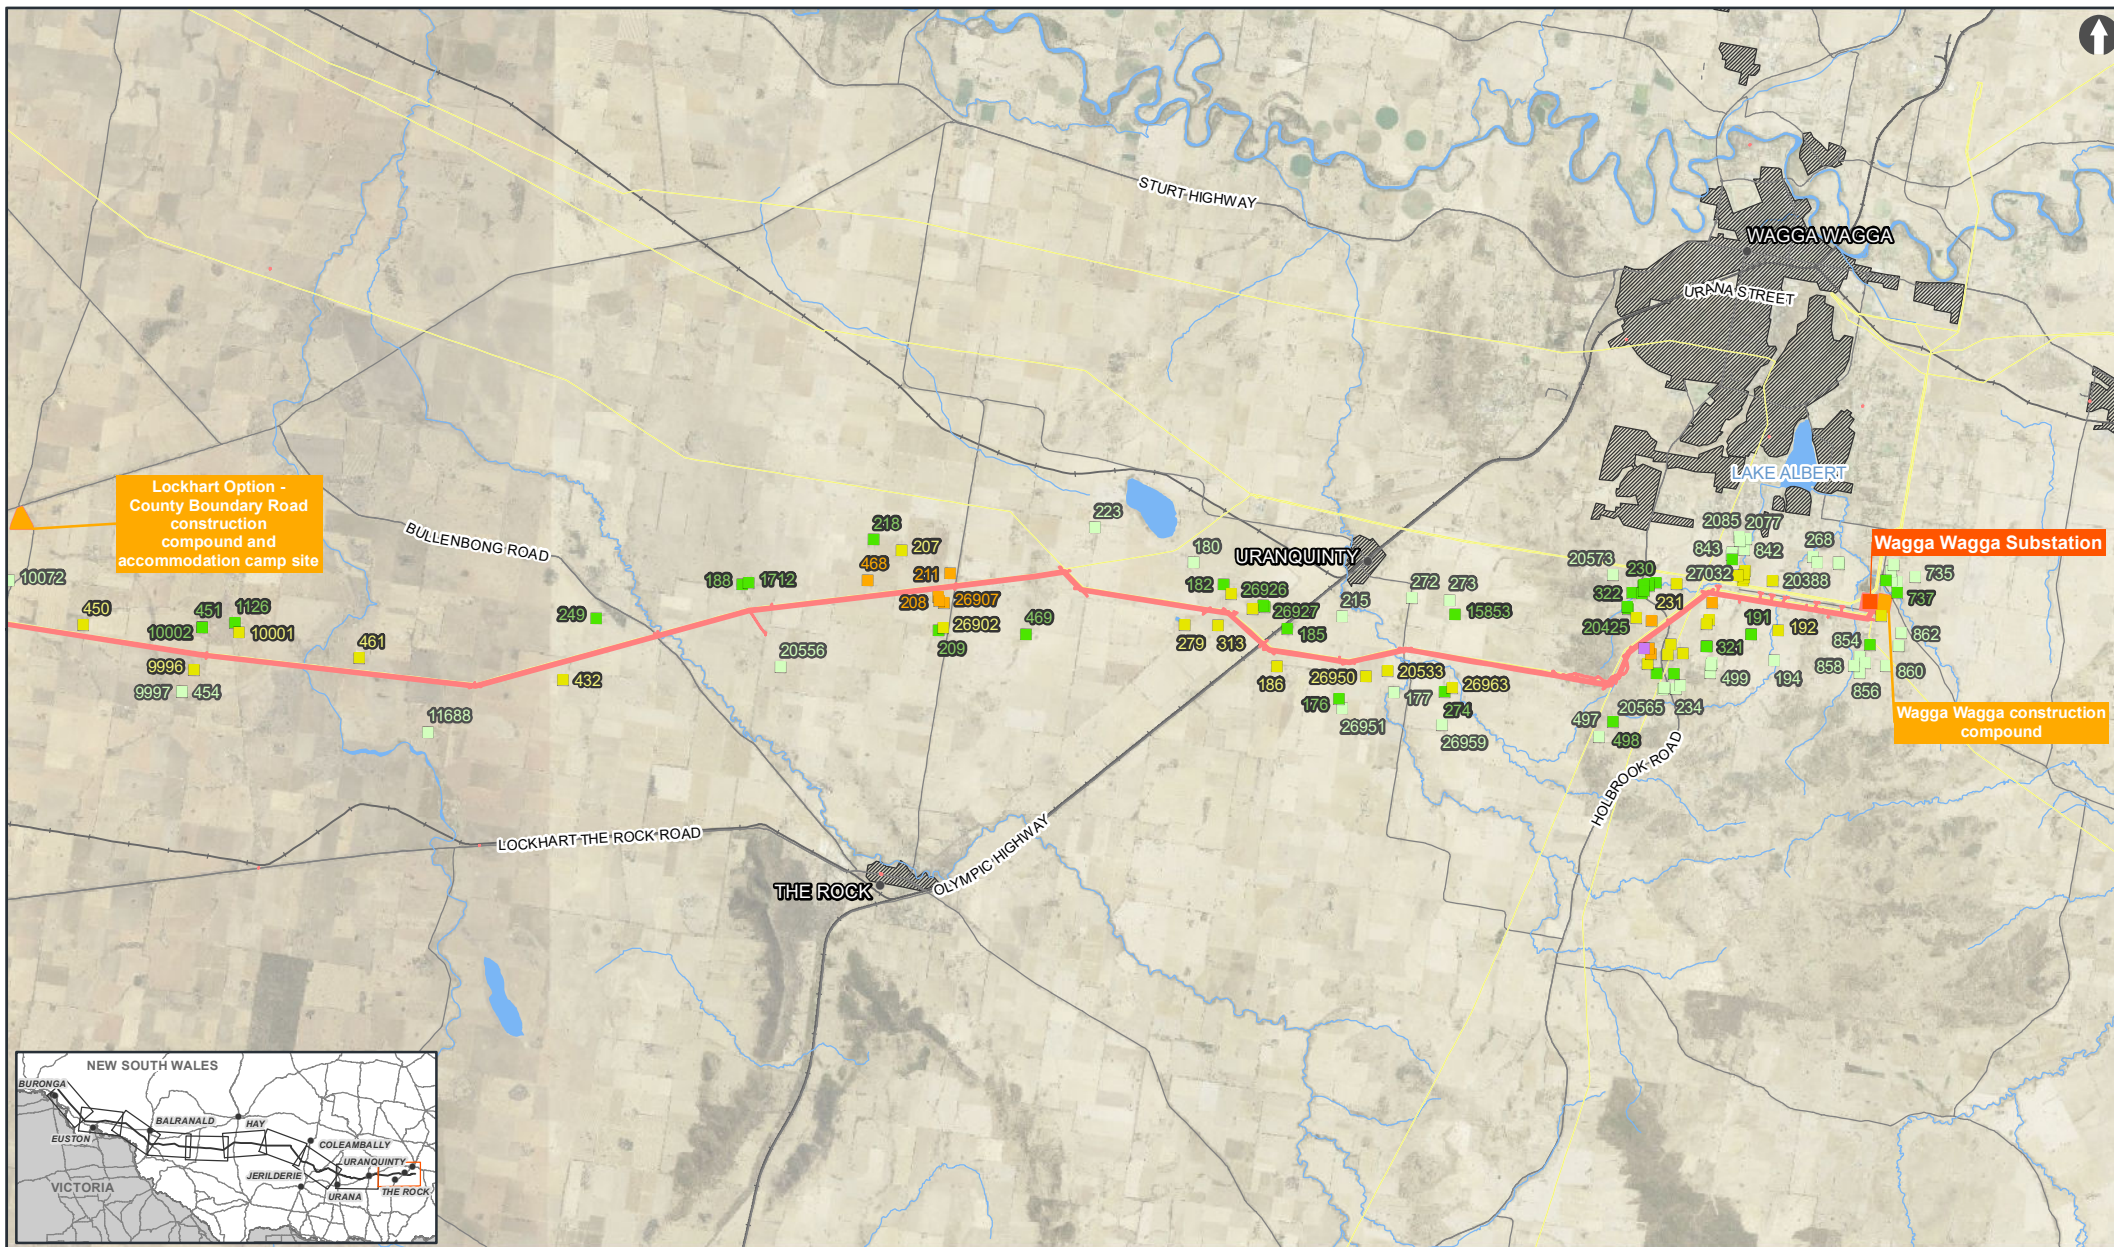 STURT HIGHWAY
WAGGA WAGGA
URANA STREET
LAKE ALBERT
Lockhart Option -
County Boundary Road
construction
compound and
accommodation camp site
BULLENBONG ROAD
URANQUINTY
Wagga Wagga Substation
Wagga Wagga construction
compound
HOLBROOK ROAD
LOCKHART THE ROCK ROAD
THE ROCK
OLYMPIC HIGHWAY
10072
450
451
1126
10002
10001
9996
9997
454
461
11688
249
432
188
1712
20556
218
207
468
211
208
26907
26902
209
469
223
180
182
26926
26927
185
215
279
313
186
26950
176
26951
20533
177
272
273
15853
26963
274
26959
20573
230
322
231
20425
2085
2077
843
842
27032
20388
268
735
737
191
192
321
499
194
854
858
856
862
860
497
498
20565
234
NEW SOUTH WALES
BURONGA
EUSTON
BALRANALD
HAY
COLEAMBALLY
URANQUINTY
JERILDERIE
URANA
THE ROCK
VICTORIA